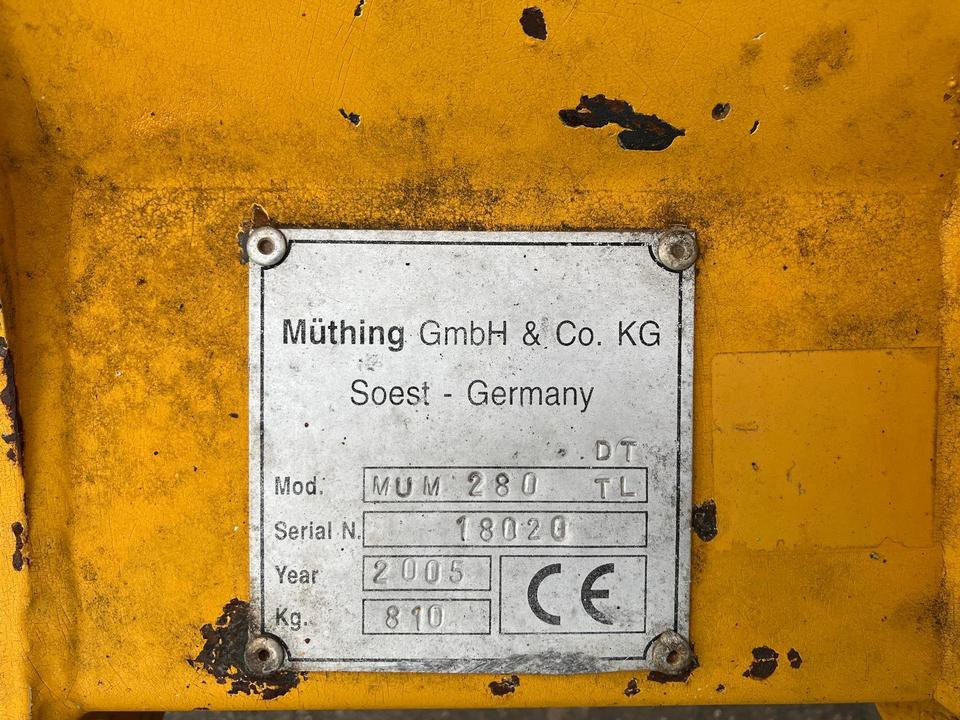 Müthing GmbH & Co. KG
Soest - Germany
DT
Mod. MUM 280 TL
Serial N. 18020
Year 2005
Kg. 810
CE